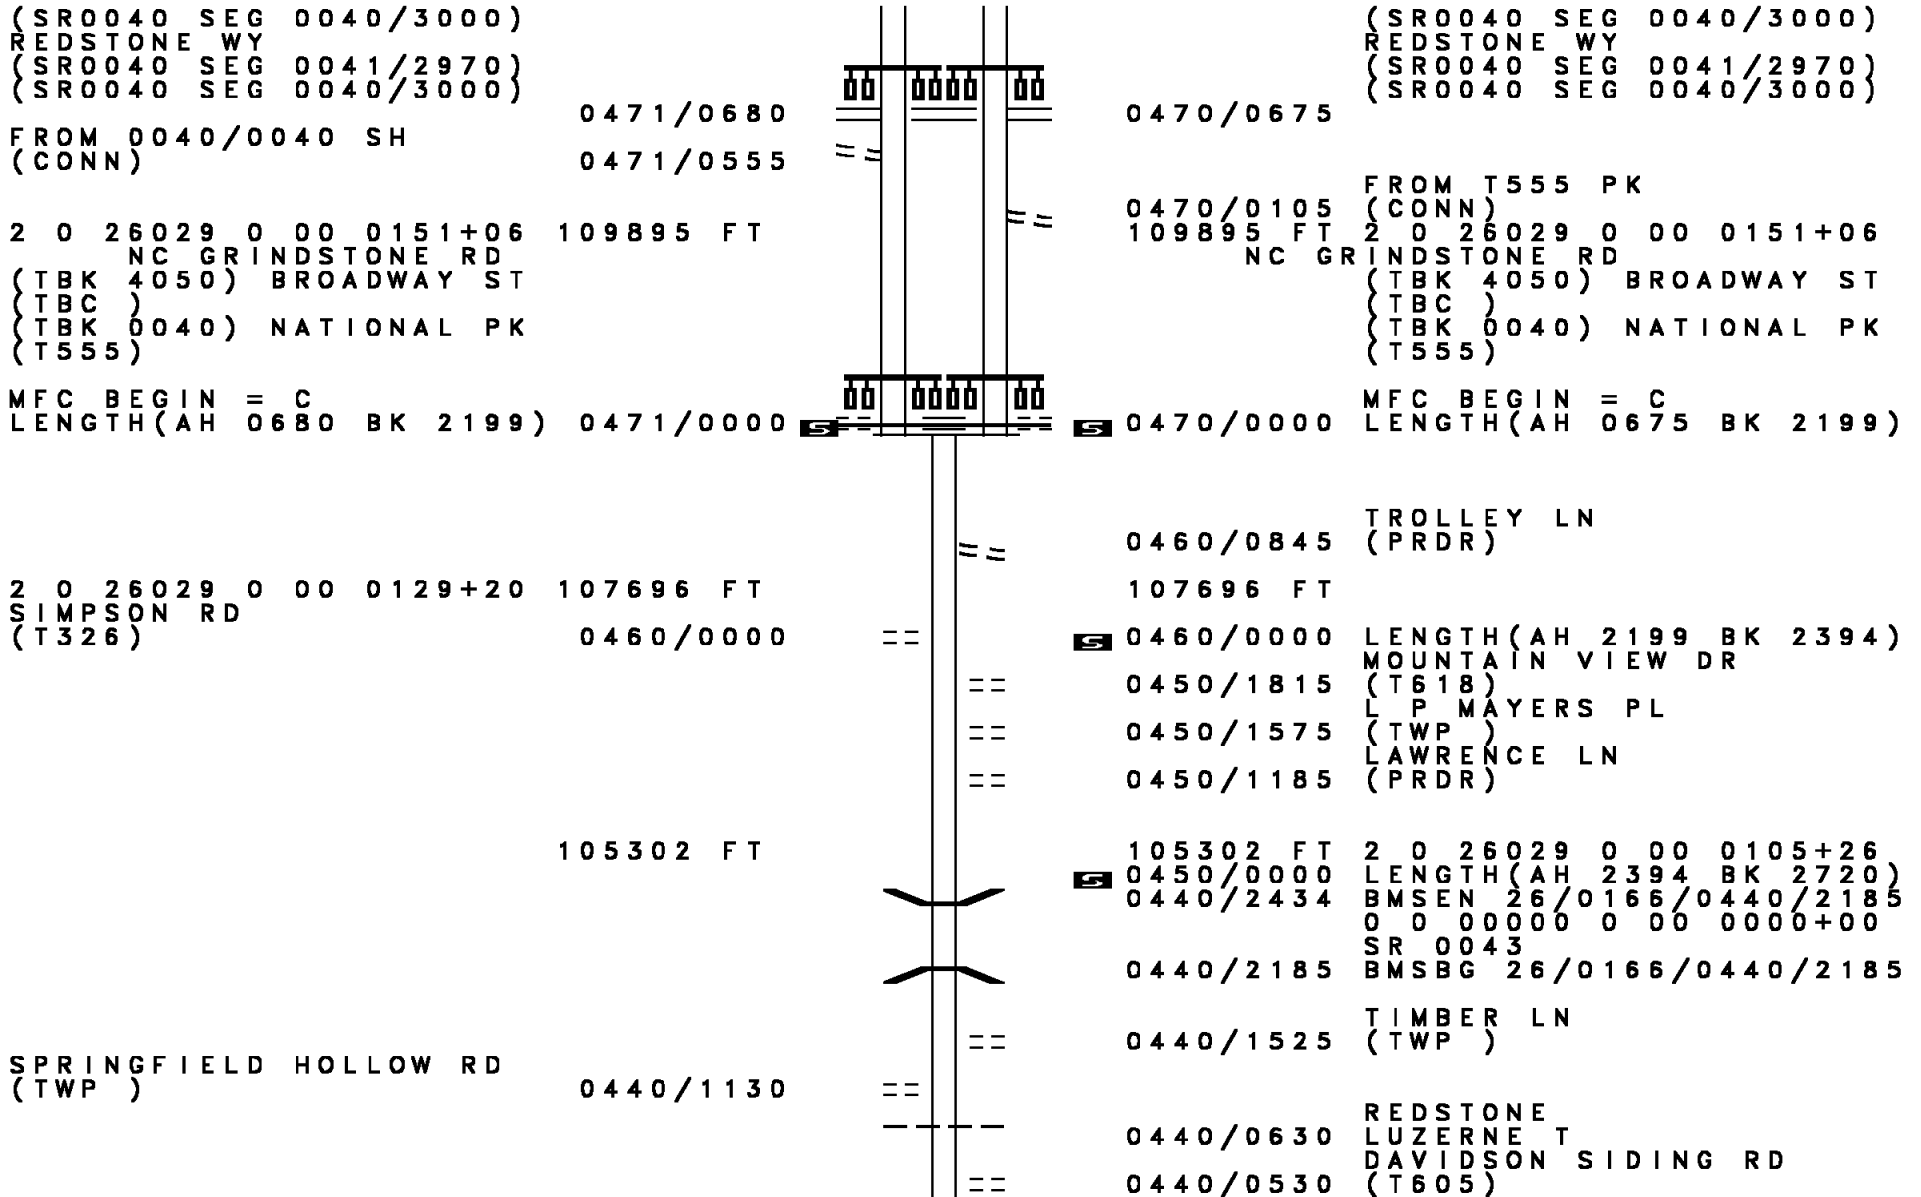 (SR0040 SEG 0040/3000) (SR0040 SEG 0040/3000)
REDSTONE WY REDSTONE WY
(SR0040 SEG 0041/2970) (SR0040 SEG 0041/2970)
(SR0040 SEG 0040/3000) (SR0040 SEG 0040/3000)
0471/0680 0470/0675
FROM 0040/0040 SH
(CONN) 0471/0555
FROM T555 PK
0470/0105 (CONN)
2 0 26029 0 00 0151+06 109895 FT 109895 FT 2 0 26029 0 00 0151+06
NC GRINDSTONE RD NC GRINDSTONE RD
(TBK 4050) BROADWAY ST (TBK 4050) BROADWAY ST
(TBC ) (TBC )
(TBK 0040) NATIONAL PK (TBK 0040) NATIONAL PK
(T555) (T555)
MFC BEGIN = C MFC BEGIN = C
LENGTH(AH 0680 BK 2199) 0471/0000 S S 0470/0000 LENGTH(AH 0675 BK 2199)
TROLLEY LN
0460/0845 (PRDR)
2 0 26029 0 00 0129+20 107696 FT 107696 FT
SIMPSON RD
(T326) 0460/0000 S 0460/0000 LENGTH(AH 2199 BK 2394)
MOUNTAIN VIEW DR
0450/1815 (T618)
L P MAYERS PL
0450/1575 (TWP )
LAWRENCE LN
0450/1185 (PRDR)
105302 FT 105302 FT 2 0 26029 0 00 0105+26
S 0450/0000 LENGTH(AH 2394 BK 2720)
0440/2434 BMSEN 26/0166/0440/2185
0 0 00000 0 00 0000+00
SR 0043
0440/2185 BMSBG 26/0166/0440/2185
TIMBER LN
0440/1525 (TWP )
SPRINGFIELD HOLLOW RD
(TWP ) 0440/1130
REDSTONE
0440/0630 LUZERNE T
DAVIDSON SIDING RD
0440/0530 (T605)